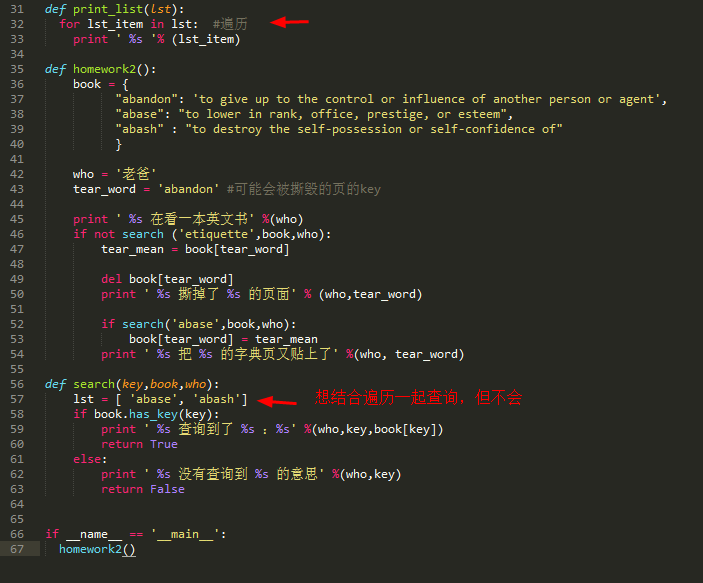 31 def print_list(lst):
32 for lst_item in lst: #遍历
33 print ' %s '% (lst_item)
34
35 def homework2():
36 book = {
37 "abandon": 'to give up to the control or influence of another person or agent',
38 "abase": "to lower in rank, office, prestige, or esteem",
39 "abash" : "to destroy the self-possession or self-confidence of"
40 }
41
42 who = '老爸'
43 tear_word = 'abandon' #可能会被撕毁的页的key
44
45 print ' %s 在看一本英文书' %(who)
46 if not search ('etiquette',book,who):
47 tear_mean = book[tear_word]
48
49 del book[tear_word]
50 print ' %s 撕掉了 %s 的页面' % (who,tear_word)
51
52 if search('abase',book,who):
53 book[tear_word] = tear_mean
54 print ' %s 把 %s 的字典页又贴上了' %(who, tear_word)
55
56 def search(key,book,who):
57 lst = [ 'abase', 'abash'] 想结合遍历一起查询，但不会
58 if book.has_key(key):
59 print ' %s 查询到了 %s ：%s' %(who,key,book[key])
60 return True
61 else:
62 print ' %s 没有查询到 %s 的意思' %(who,key)
63 return False
64
65
66 if __name__ == '__main__':
67 homework2()